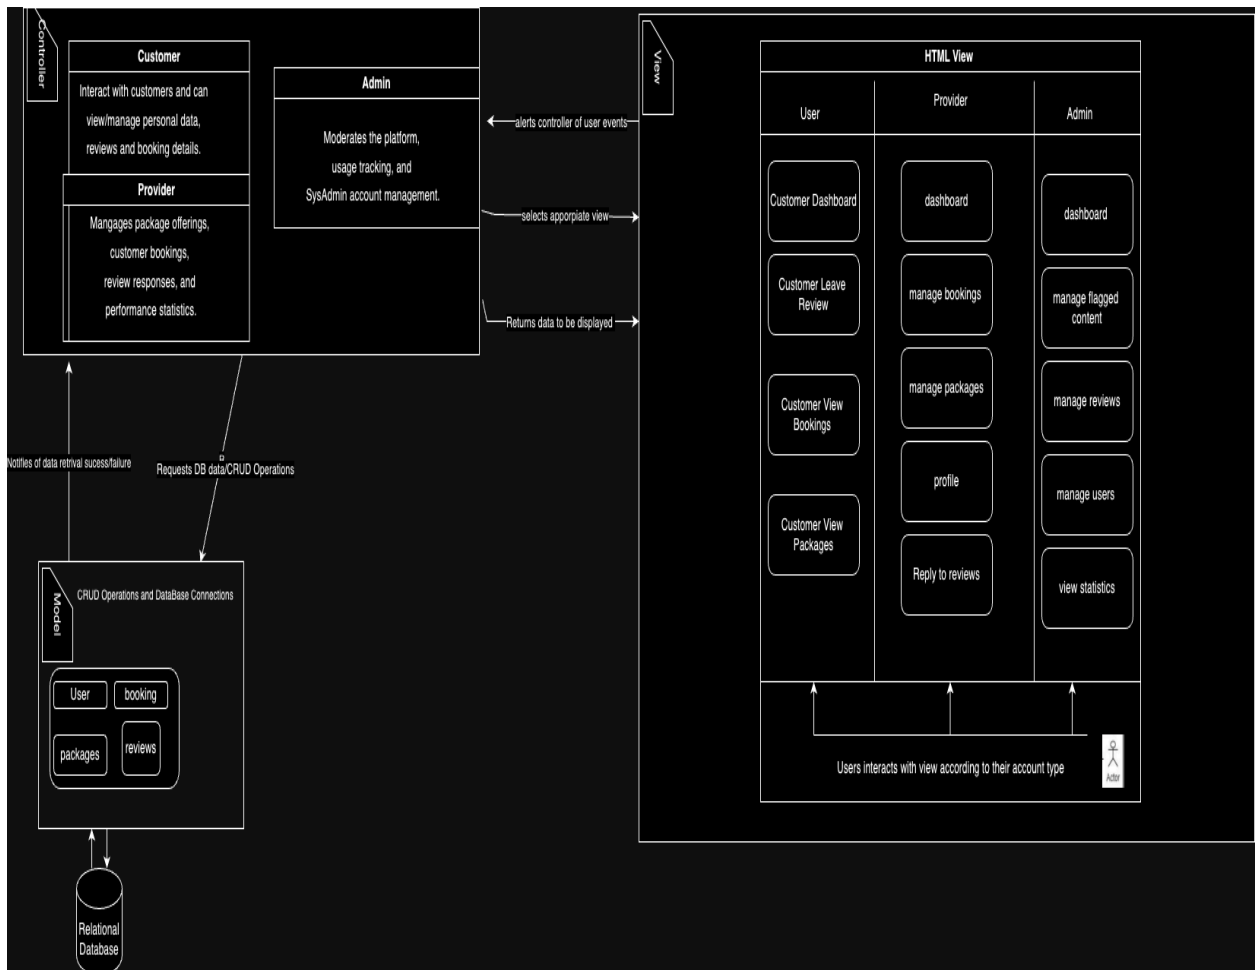 Controller
Customer
Interact with customers and can
view/manage personal data,
reviews and booking details.
Provider
Mangages package offerings,
customer bookings,
review responses, and
performance statistics.
Admin
Moderates the platform,
usage tracking, and
SysAdmin account management.
alerts controller of user events
selects apporpiate view
Returns data to be displayed
Notifies of data retrival sucess/failure
Requests DB data/CRUD Operations
Model
CRUD Operations and DataBase Connections
User
booking
packages
reviews
Relational
Database
View
HTML View
User
Provider
Admin
Customer Dashboard
Customer Leave
Review
Customer View
Bookings
Customer View
Packages
dashboard
manage bookings
manage packages
profile
Reply to reviews
dashboard
manage flagged
content
manage reviews
manage users
view statistics
Users interacts with view according to their account type
Actor